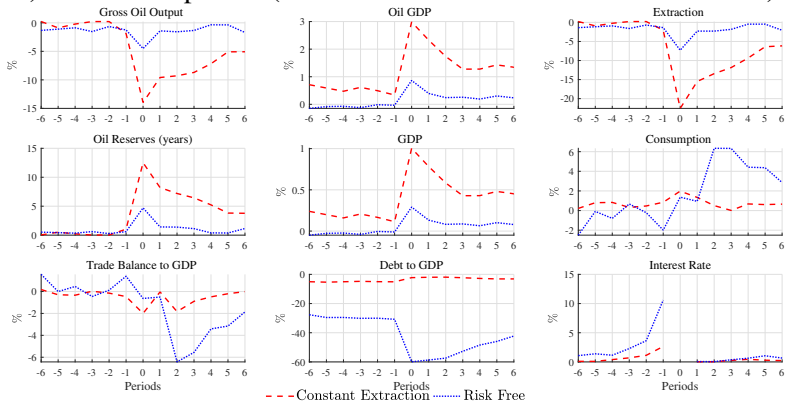 Gross Oil Output Oil GDP Extraction
0 -5 -10 -15 %
3 2 1 0 %
0 -5 -10 -15 -20 %
-6 -5 -4 -3 -2 -1 0 1 2 3 4 5 6
-6 -5 -4 -3 -2 -1 0 1 2 3 4 5 6
-6 -5 -4 -3 -2 -1 0 1 2 3 4 5 6
Oil Reserves (years) GDP Consumption
15 10 5 0
1 0.5 0 %
6 4 2 0 -2 %
-6 -5 -4 -3 -2 -1 0 1 2 3 4 5 6
-6 -5 -4 -3 -2 -1 0 1 2 3 4 5 6
-6 -5 -4 -3 -2 -1 0 1 2 3 4 5 6
Trade Balance to GDP Debt to GDP Interest Rate
0 -2 -4 -6 %
0 -20 -40 -60 %
15 10 5 0 %
-6 -5 -4 -3 -2 -1 0 1 2 3 4 5 6
-6 -5 -4 -3 -2 -1 0 1 2 3 4 5 6
-6 -5 -4 -3 -2 -1 0 1 2 3 4 5 6
Periods Periods Periods
Constant Extraction Risk Free